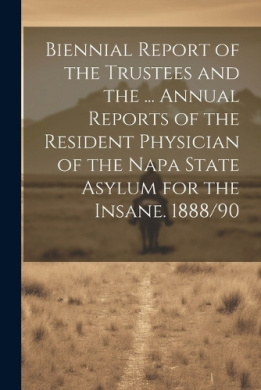 Biennial Report of
the Trustees and
the ... Annual
Reports of the
Resident Physician
of the Napa State
Asylum for the
Insane. 1888/90